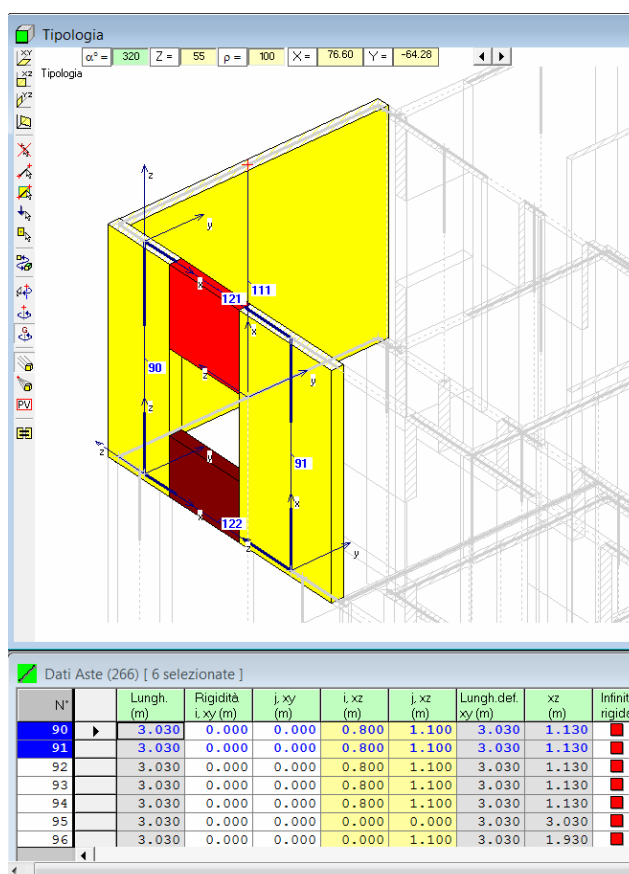 Tipologia
α° = 320 Z = 55 ρ = 100 X = 76.60 Y = -64.28
Tipologia
XY
XZ
YZ
G
PV
z
y
x
121
111
x
90
z
y
z
91
z
y
x
x
122
z
y
Dati Aste (266) [ 6 selezionate ]
N° Lungh. (m) Rigidità i, xy (m) j, xy (m) i, xz (m) j, xz (m) Lungh.def. xy (m) xz (m) Infinit rigide
90 3.030 0.000 0.000 0.800 1.100 3.030 1.130
91 3.030 0.000 0.000 0.800 1.100 3.030 1.130
92 3.030 0.000 0.000 0.800 1.100 3.030 1.130
93 3.030 0.000 0.000 0.800 1.100 3.030 1.130
94 3.030 0.000 0.000 0.800 1.100 3.030 1.130
95 3.030 0.000 0.000 0.000 0.000 3.030 3.030
96 3.030 0.000 0.000 0.000 1.100 3.030 1.930